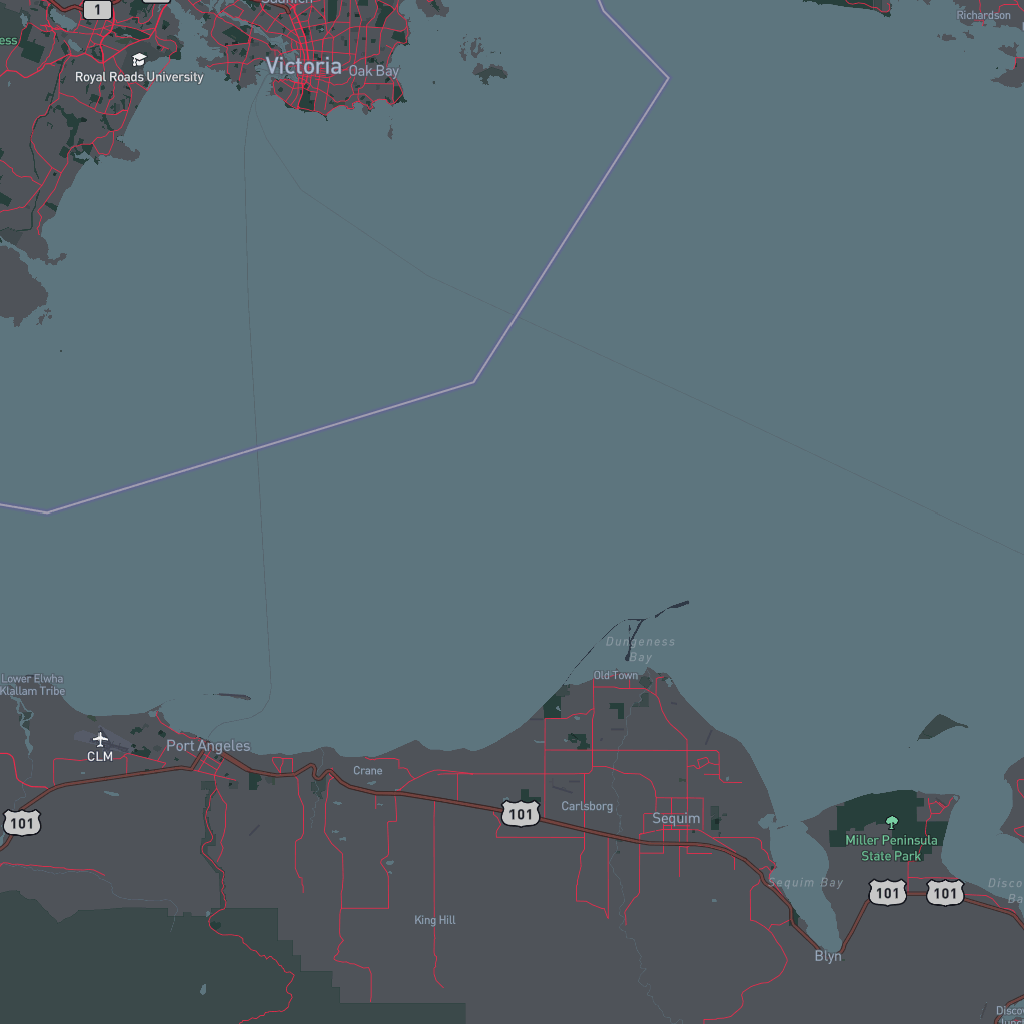 Saanich
1
ess
Richardson
Victoria
Oak Bay
Royal Roads University
Dungeness
Bay
Old Town
Lower Elwha
Klallam Tribe
Port Angeles
CLM
Crane
101
101
Carlsborg
Sequim
Miller Peninsula
State Park
Sequim Bay
101
101
Disco
Ba
King Hill
Blyn
Disco